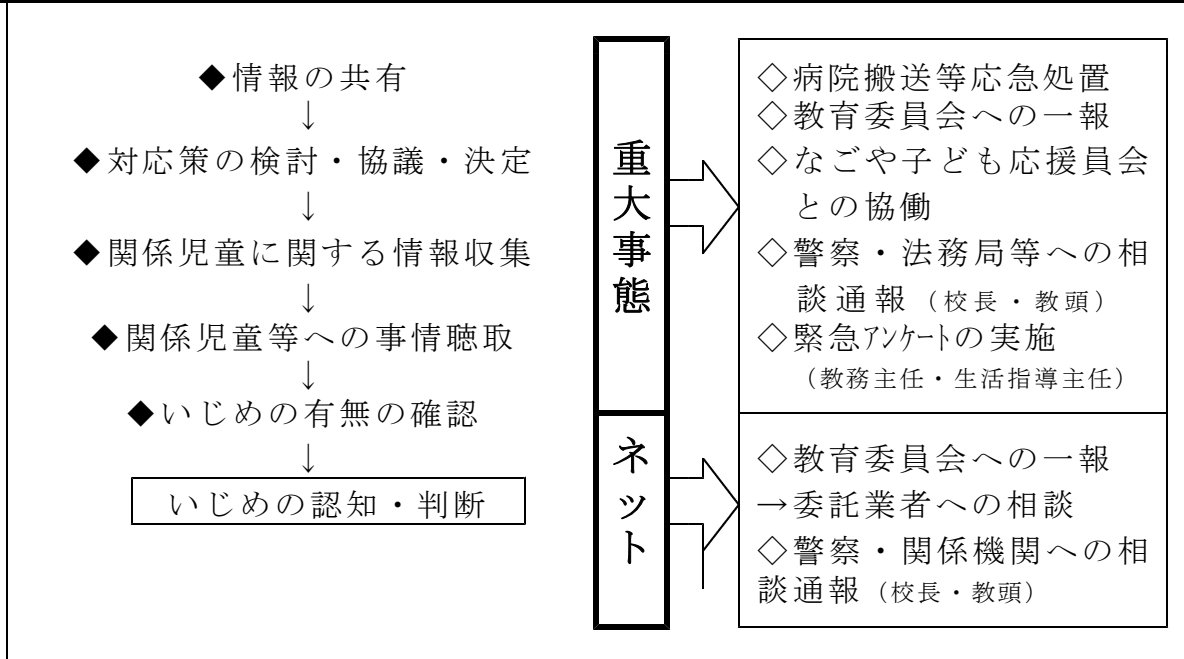 ◆情報の共有
↓
◆対応策の検討・協議・決定
↓
◆関係児童に関する情報収集
↓
◆関係児童等への事情聴取
↓
◆いじめの有無の確認
↓
いじめの認知・判断
重大事態
◇病院搬送等応急処置
◇教育委員会への一報
◇なごや子ども応援員会
との協働
◇警察・法務局等への相
談通報（校長・教頭）
◇緊急ｱﾝｹｰﾄの実施
（教務主任・生活指導主任）
ネット
◇教育委員会への一報
→委託業者への相談
◇警察・関係機関への相
談通報（校長・教頭）